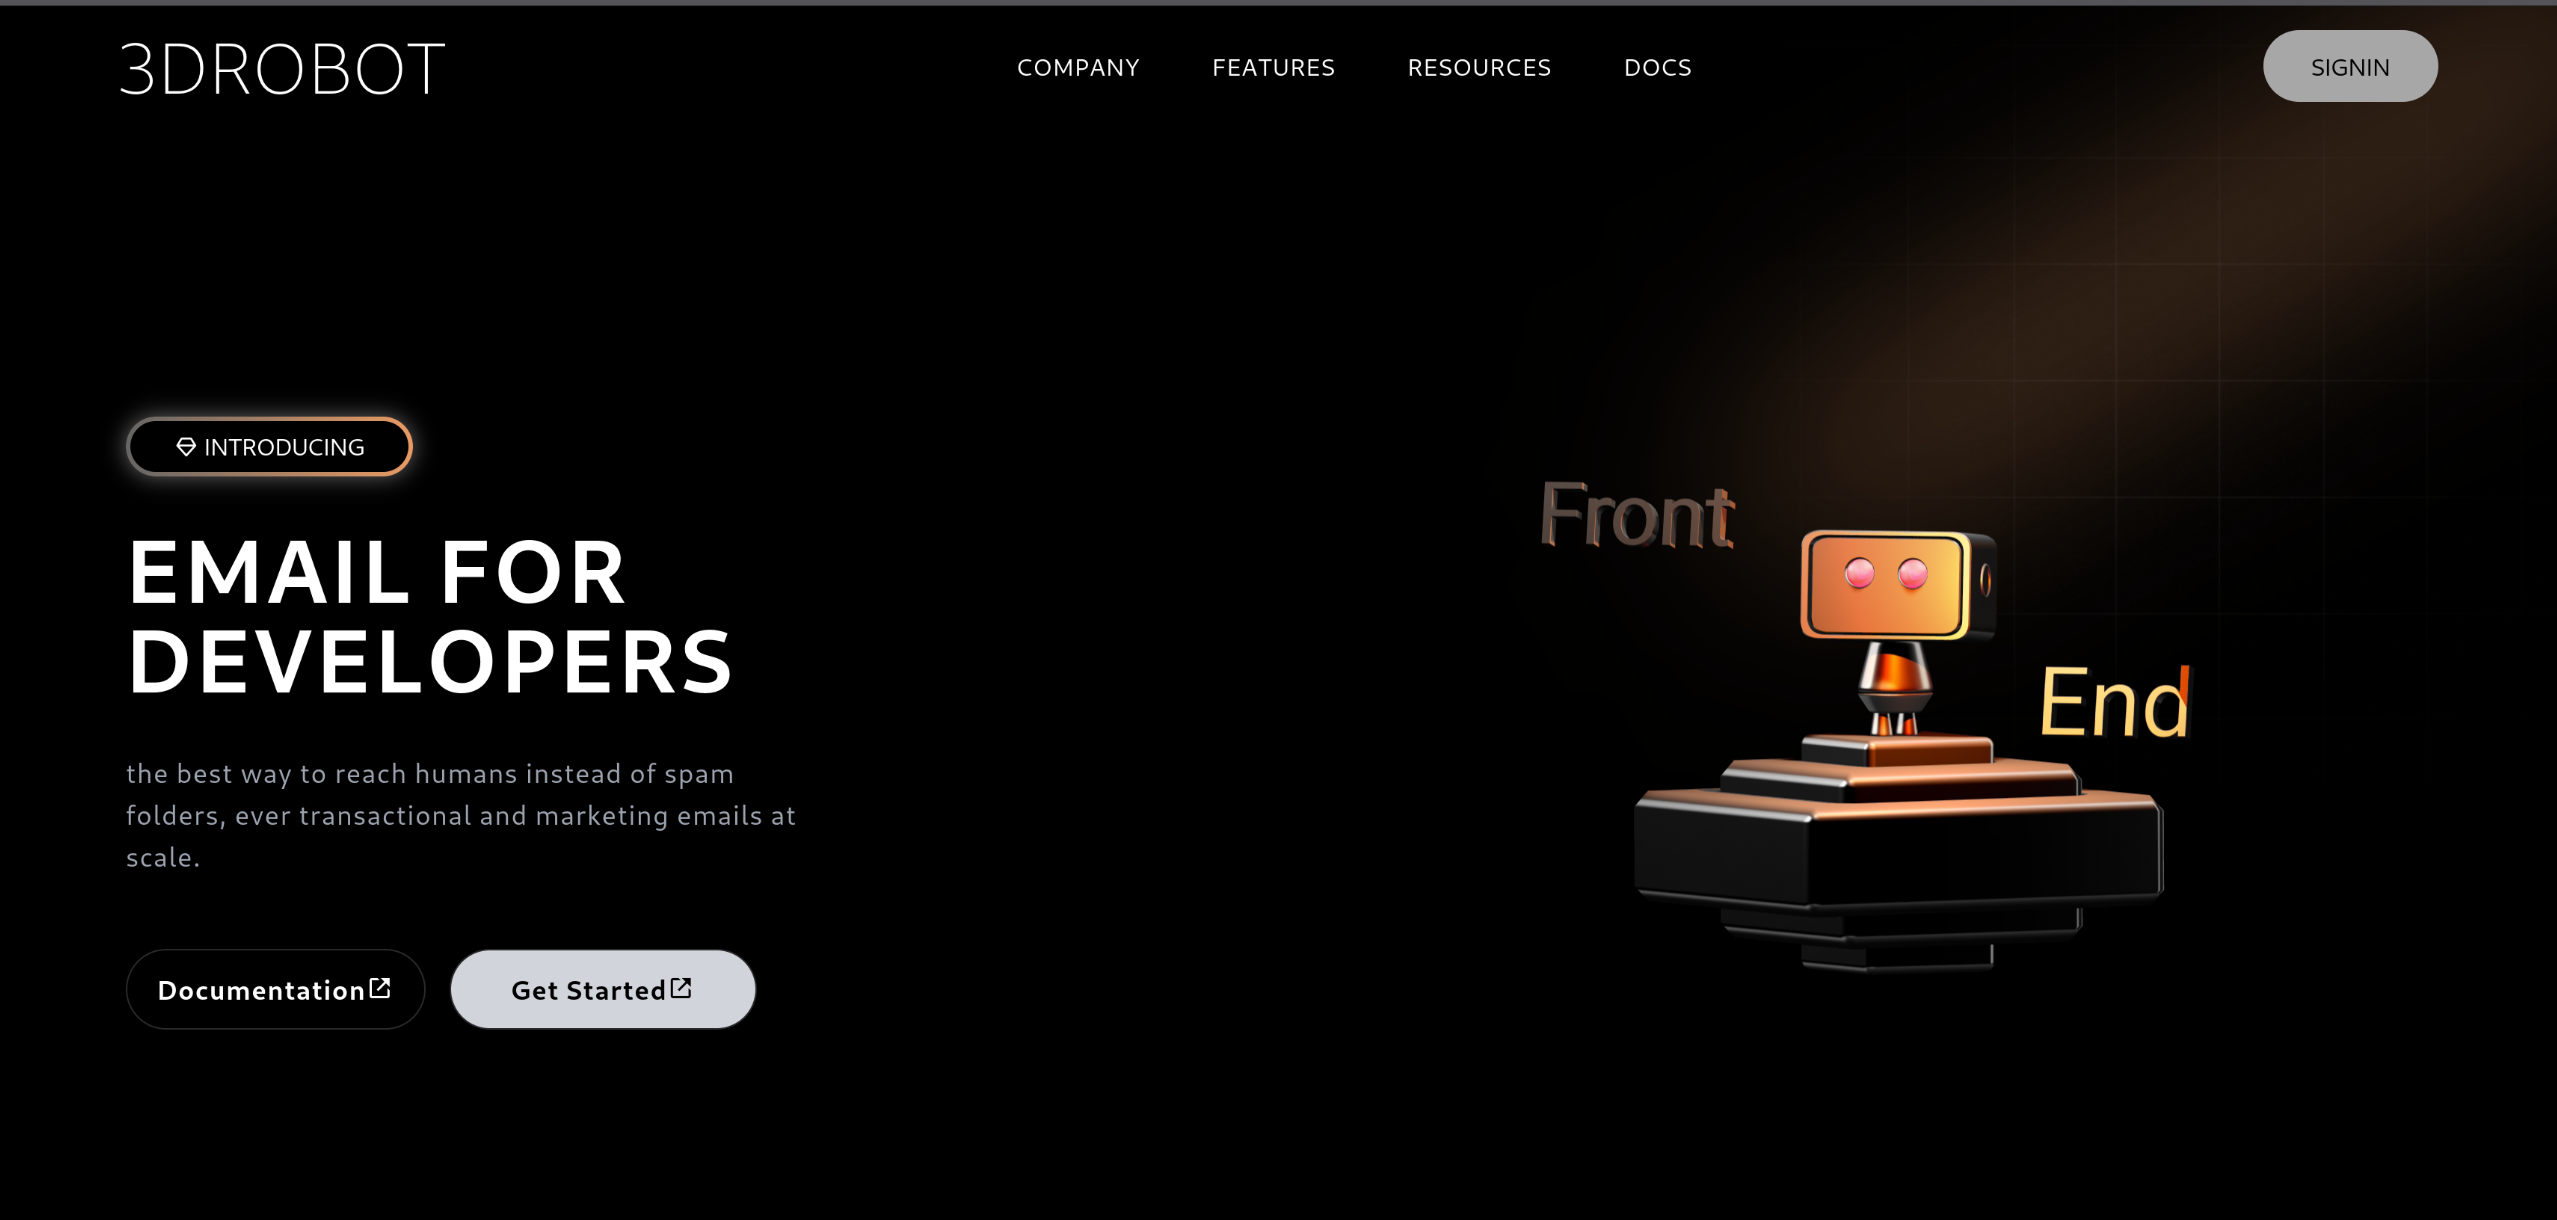 3DROBOT
COMPANY
FEATURES
RESOURCES
DOCS
SIGNIN
INTRODUCING
EMAIL FOR
DEVELOPERS
the best way to reach humans instead of spam
folders, ever transactional and marketing emails at
scale.
Documentation
Get Started
Front
End